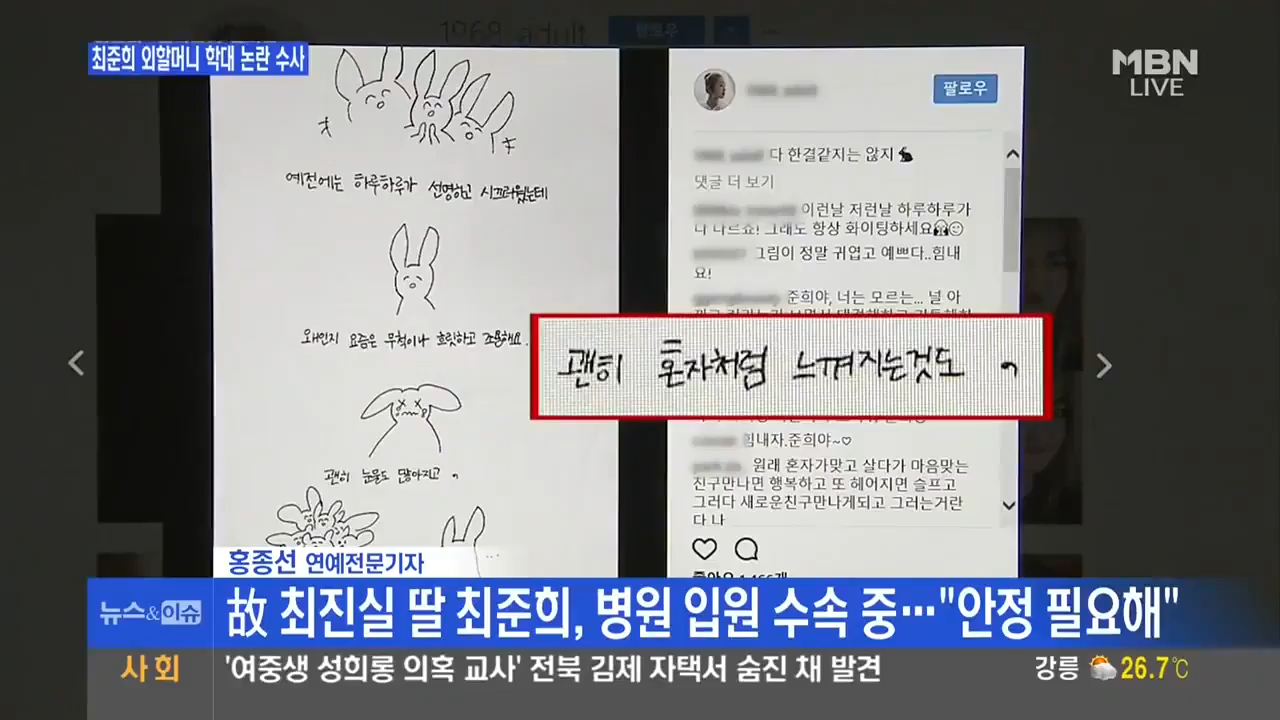 1968_adult
팔로우
최준희 외할머니 학대 논란 수사
MBN
LIVE
팔로우
예전에는 하루하루가 선명하고 시끄러웠는데
왜인지 요즘은 무척이나 흐릿하고 조용해요.
괜히 눈물도 많아지고
괜히 혼자처럼 느껴지는것도
다 한결같지는 않지
댓글 더 보기
이런날 저런날 하루하루가
다 다르죠! 그래도 항상 화이팅하세요
그림이 정말 귀엽고 예쁘다..힘내
요!
준희야, 너는 모르는... 널 아
힘내자.준희야~♡
원래 혼자가맞고 살다가 마음맞는
친구만나면 행복하고 또 헤어지면 슬프고
그러다 새로운친구만나게되고 그러는거란
다 나
홍종선 연예전문기자
뉴스&이슈
故 최진실 딸 최준희, 병원 입원 수속 중…"안정 필요해"
사회
'여중생 성희롱 의혹 교사' 전북 김제 자택서 숨진 채 발견
강릉 26.7℃